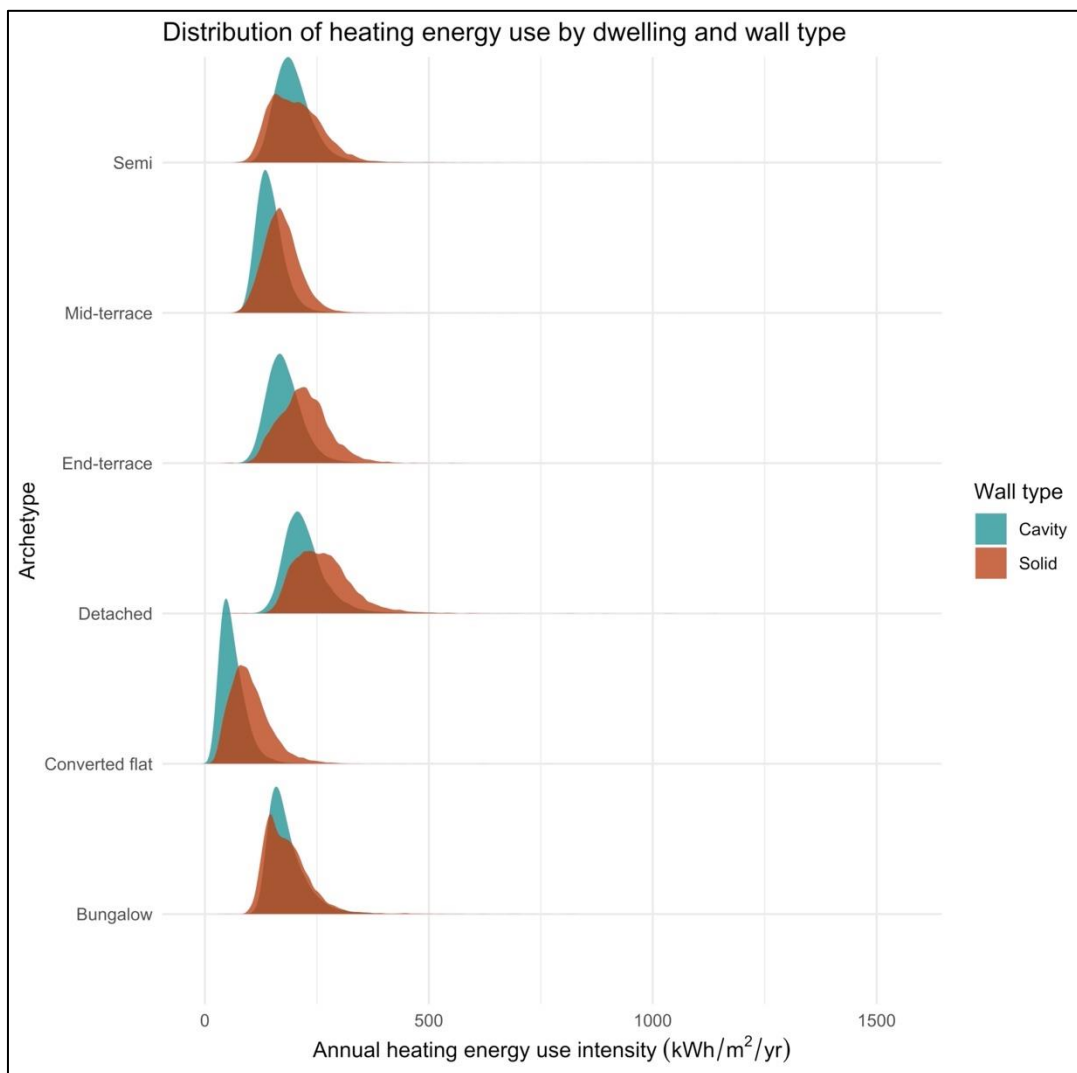 Distribution of heating energy use by dwelling and wall type
Semi
Mid-terrace
End-terrace
Detached
Converted flat
Bungalow
Archetype
0 500 1000 1500
Annual heating energy use intensity (kWh/m²/yr)
Wall type
Cavity
Solid